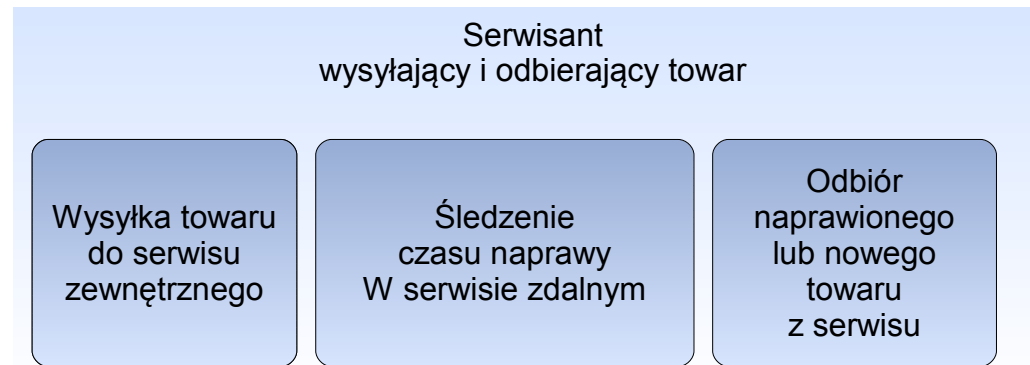 Serwisant
wysyłający i odbierający towar
Wysyłka towaru
do serwisu
zewnętrznego
Śledzenie
czasu naprawy
W serwisie zdalnym
Odbiór
naprawionego
lub nowego
towaru
z serwisu